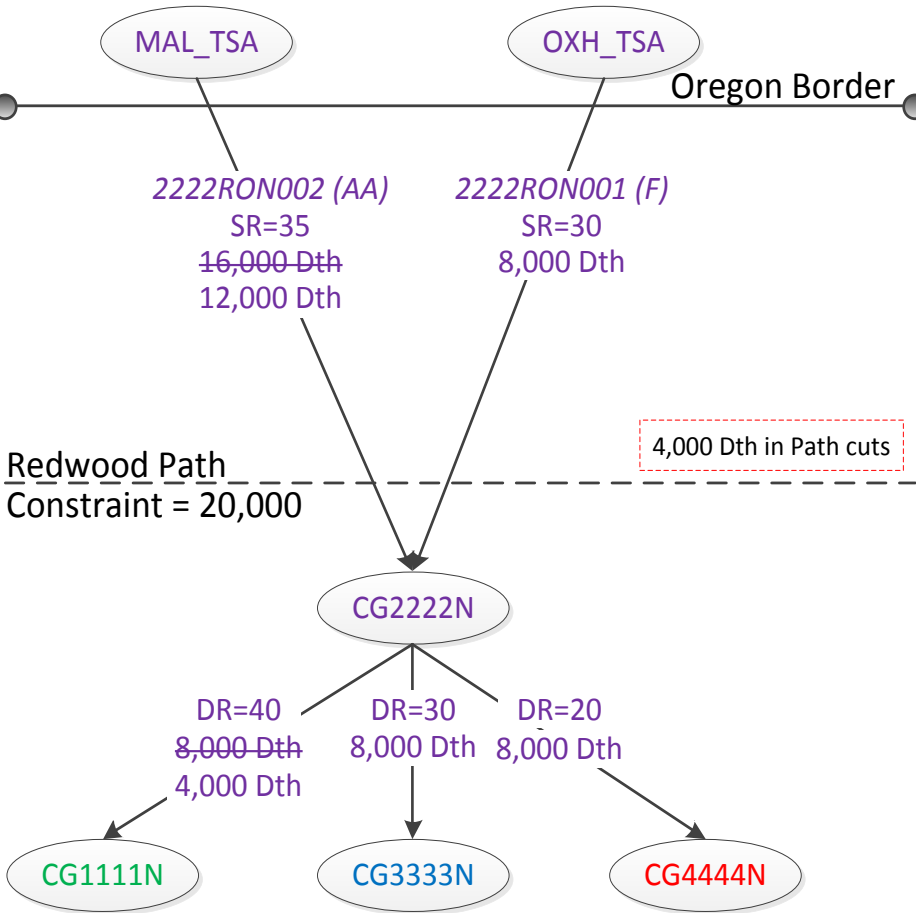 MAL_TSA
OXH_TSA
Oregon Border
2222RON002 (AA)
SR=35
16,000 Dth
12,000 Dth
2222RON001 (F)
SR=30
8,000 Dth
4,000 Dth in Path cuts
Redwood Path
Constraint = 20,000
CG2222N
DR=40
8,000 Dth
4,000 Dth
DR=30
8,000 Dth
DR=20
8,000 Dth
CG1111N
CG3333N
CG4444N